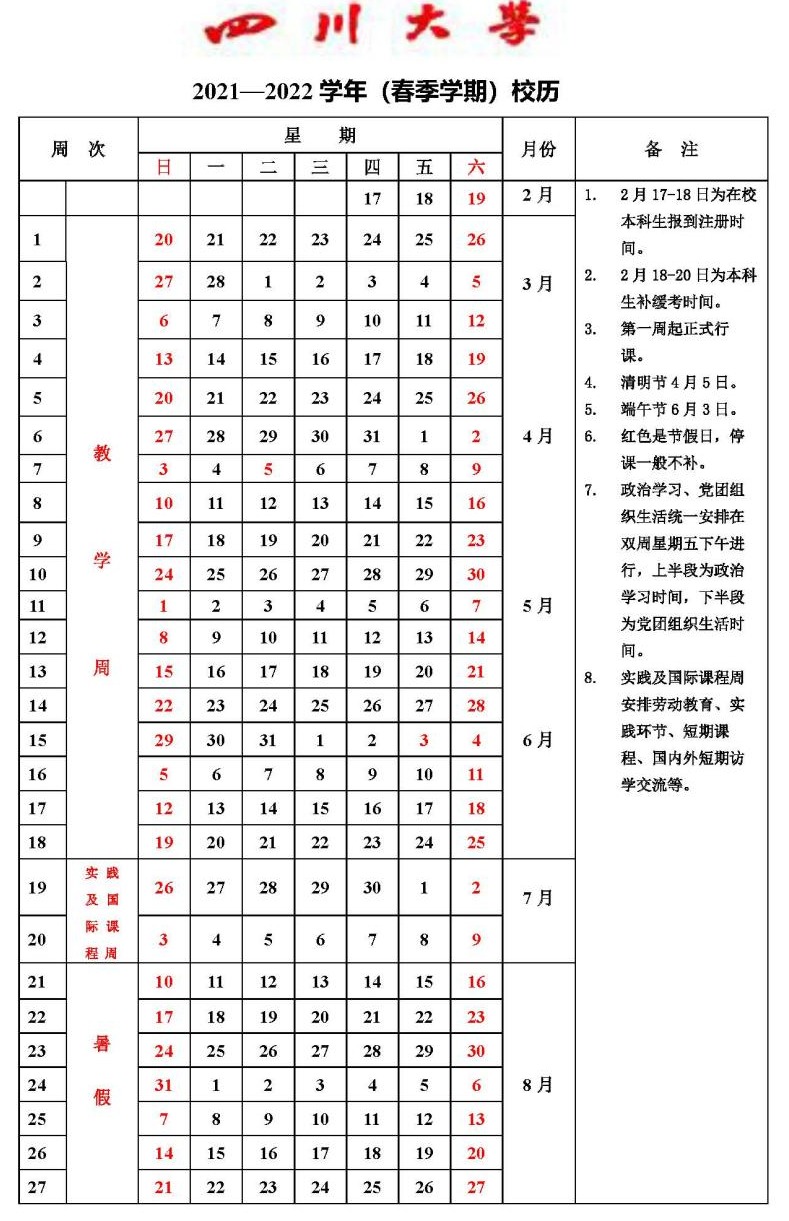 四川大學
2021—2022 学年（春季学期）校历
周 次 星 期 月份 备 注
日 一 二 三 四 五 六
17 18 19 2 月
1 20 21 22 23 24 25 26
2 27 28 1 2 3 4 5 3 月
3 6 7 8 9 10 11 12
4 13 14 15 16 17 18 19
5 20 21 22 23 24 25 26
6 27 28 29 30 31 1 2 4 月
7 3 4 5 6 7 8 9
8 10 11 12 13 14 15 16
9 17 18 19 20 21 22 23
10 24 25 26 27 28 29 30
11 1 2 3 4 5 6 7 5 月
12 8 9 10 11 12 13 14
13 15 16 17 18 19 20 21
14 22 23 24 25 26 27 28
15 29 30 31 1 2 3 4 6 月
16 5 6 7 8 9 10 11
17 12 13 14 15 16 17 18
18 19 20 21 22 23 24 25
教
学
周
19 26 27 28 29 30 1 2 7 月
20 3 4 5 6 7 8 9
实 践
及 国
际 课
程 周
21 10 11 12 13 14 15 16
22 17 18 19 20 21 22 23
23 24 25 26 27 28 29 30
24 31 1 2 3 4 5 6 8 月
25 7 8 9 10 11 12 13
26 14 15 16 17 18 19 20
27 21 22 23 24 25 26 27
暑
假
1. 2 月 17-18 日为在校
本科生报到注册时
间。
2. 2 月 18-20 日为本科
生补缓考时间。
3. 第一周起正式行
课。
4. 清明节 4 月 5 日。
5. 端午节 6 月 3 日。
6. 红色是节假日，停
课一般不补。
7. 政治学习、党团组
织生活统一安排在
双周星期五下午进
行，上半段为政治
学习时间，下半段
为党团组织生活时
间。
8. 实践及国际课程周
安排劳动教育、实
践环节、短期课
程、国内外短期访
学交流等。